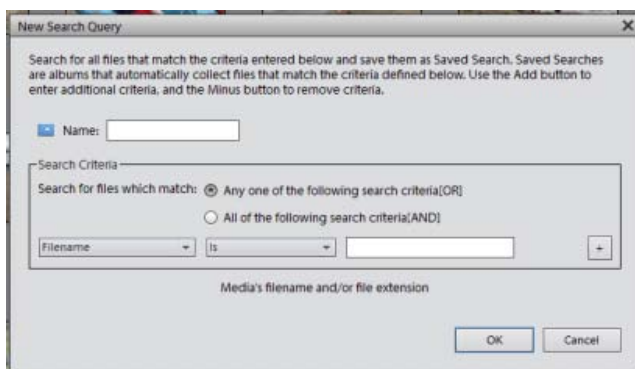 New Search Query
Search for all files that match the criteria entered below and save them as Saved Search. Saved Searches
are albums that automatically collect files that match the criteria defined below. Use the Add button to
enter additional criteria, and the Minus button to remove criteria.
Name:
Search Criteria
Search for files which match: Any one of the following search criteria[OR]
All of the following search criteria[AND]
Filename Is +
Media's filename and/or file extension
OK Cancel